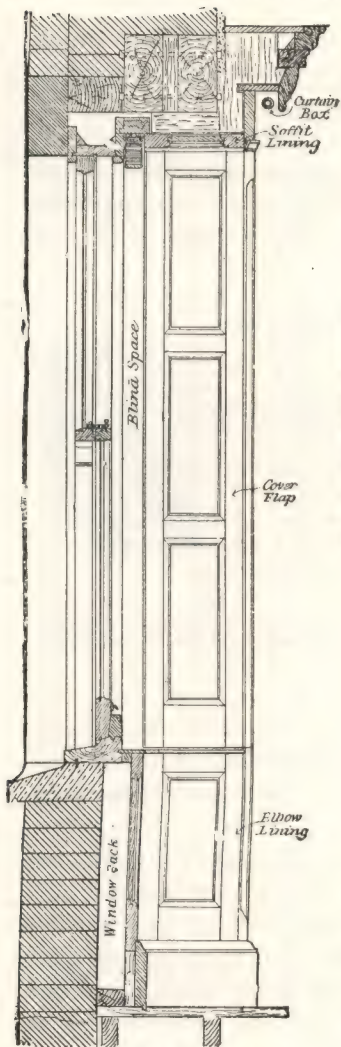 Curtain
Box
Soffit
Lining
Blind Space
Cover
Flap
Elbow
Lining
Window Back